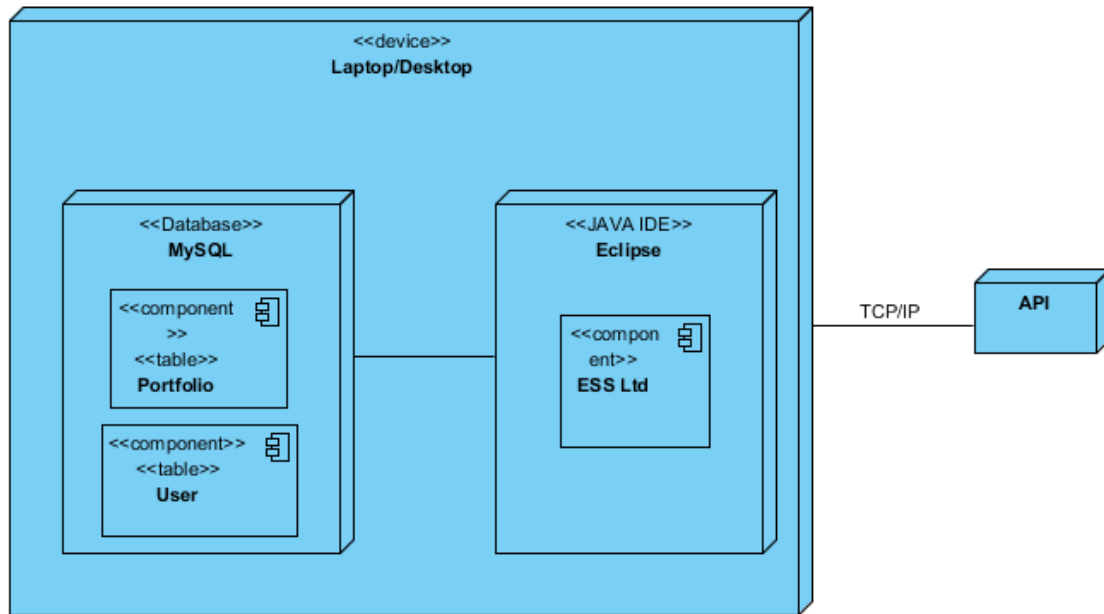 <<device>>
Laptop/Desktop
<<Database>>
MySQL
<<component
>>
<<table>>
Portfolio
<<component>>
<<table>>
User
<<JAVA IDE>>
Eclipse
<<compon
ent>>
ESS Ltd
TCP/IP
API